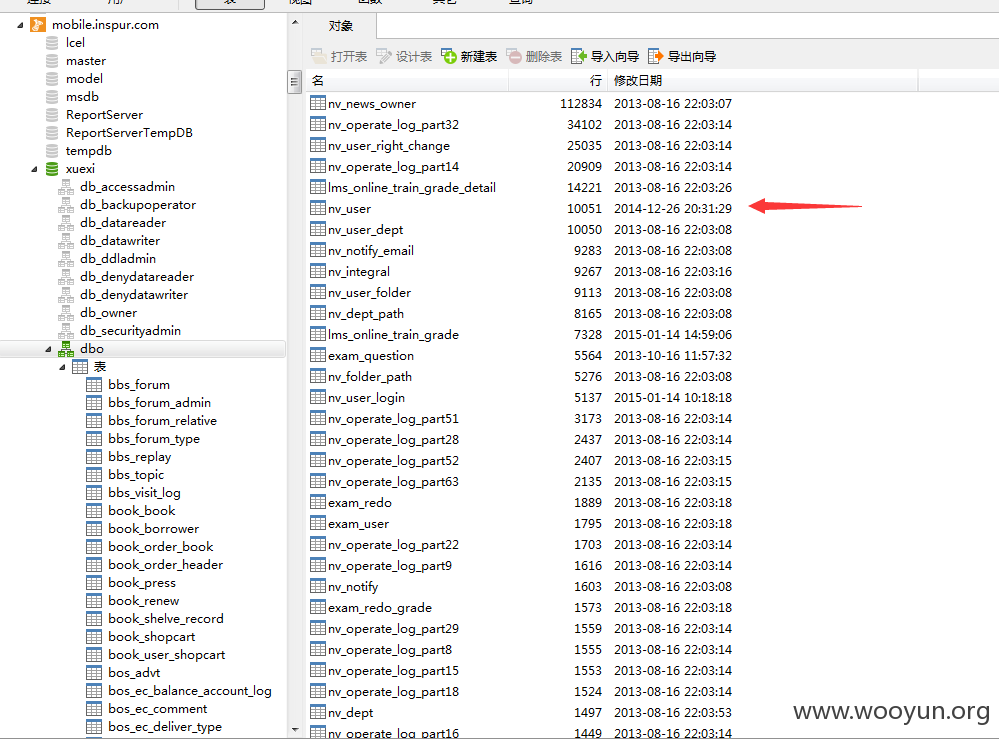 连接 用户 表 视图 函数 其它 查询
mobile.inspur.com
lcel
master
model
msdb
ReportServer
ReportServerTempDB
tempdb
xuexi
db_accessadmin
db_backupoperator
db_datareader
db_datawriter
db_ddladmin
db_denydatareader
db_denydatawriter
db_owner
db_securityadmin
dbo
表
bbs_forum
bbs_forum_admin
bbs_forum_relative
bbs_forum_type
bbs_replay
bbs_topic
bbs_visit_log
book_book
book_borrower
book_order_book
book_order_header
book_press
book_renew
book_shelve_record
book_shopcart
book_user_shopcart
bos_advt
bos_ec_balance_account_log
bos_ec_comment
bos_ec_deliver_type
对象
打开表 设计表 新建表 删除表 导入向导 导出向导
名 行 修改日期
nv_news_owner 112834 2013-08-16 22:03:07
nv_operate_log_part32 34102 2013-08-16 22:03:14
nv_user_right_change 25035 2013-08-16 22:03:14
nv_operate_log_part14 20909 2013-08-16 22:03:14
lms_online_train_grade_detail 14221 2013-08-16 22:03:26
nv_user 10051 2014-12-26 20:31:29
nv_user_dept 10050 2013-08-16 22:03:08
nv_notify_email 9283 2013-08-16 22:03:08
nv_integral 9267 2013-08-16 22:03:16
nv_user_folder 9113 2013-08-16 22:03:08
nv_dept_path 8165 2013-08-16 22:03:08
lms_online_train_grade 7328 2015-01-14 14:59:06
exam_question 5564 2013-10-16 11:57:32
nv_folder_path 5276 2013-08-16 22:03:08
nv_user_login 5137 2015-01-14 10:18:18
nv_operate_log_part51 3173 2013-08-16 22:03:14
nv_operate_log_part28 2437 2013-08-16 22:03:14
nv_operate_log_part52 2407 2013-08-16 22:03:15
nv_operate_log_part63 2135 2013-08-16 22:03:15
exam_redo 1889 2013-08-16 22:03:18
exam_user 1795 2013-08-16 22:03:18
nv_operate_log_part22 1703 2013-08-16 22:03:14
nv_operate_log_part9 1616 2013-08-16 22:03:14
nv_notify 1603 2013-08-16 22:03:08
exam_redo_grade 1573 2013-08-16 22:03:18
nv_operate_log_part29 1559 2013-08-16 22:03:14
nv_operate_log_part8 1555 2013-08-16 22:03:14
nv_operate_log_part15 1553 2013-08-16 22:03:14
nv_operate_log_part18 1524 2013-08-16 22:03:14
nv_dept 1497 2013-08-16 22:03:53
nv_operate_log_part16 1449 2013-08-16 22:03:14
www.wooyun.org